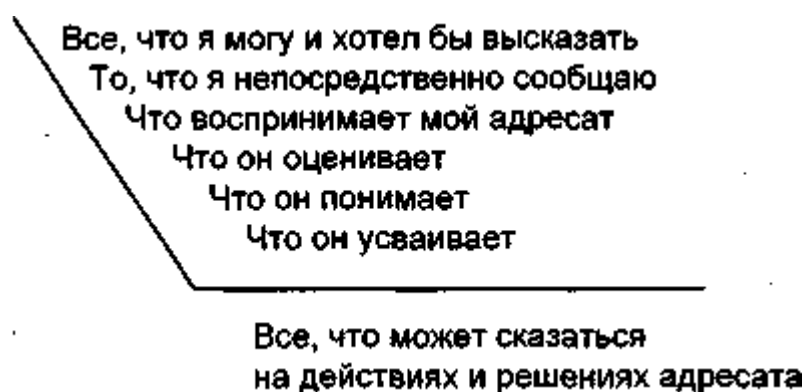 Все, что я могу и хотел бы высказать
То, что я непосредственно сообщаю
Что воспринимает мой адресат
Что он оценивает
Что он понимает
Что он усваивает
Все, что может сказаться
на действиях и решениях адресата